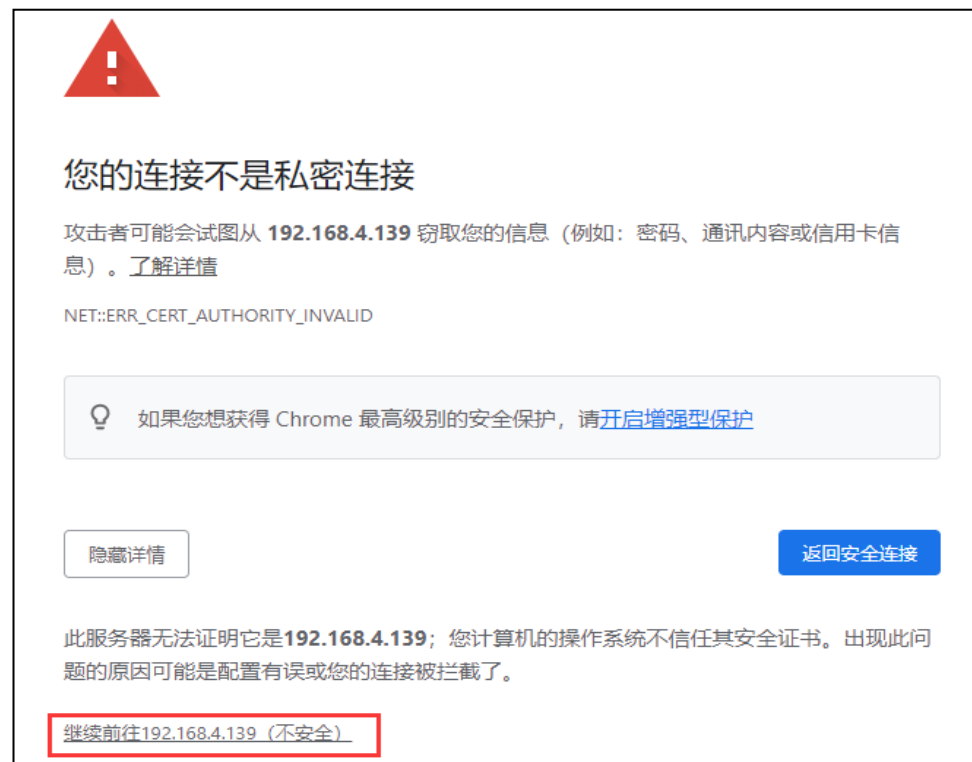 您的连接不是私密连接
攻击者可能会试图从 192.168.4.139 窃取您的信息（例如：密码、通讯内容或信用卡信
息）。了解详情
NET::ERR_CERT_AUTHORITY_INVALID
如果您想获得 Chrome 最高级别的安全保护，请开启增强型保护
隐藏详情
返回安全连接
此服务器无法证明它是192.168.4.139；您计算机的操作系统不信任其安全证书。出现此问
题的原因可能是配置有误或您的连接被拦截了。
继续前往192.168.4.139（不安全）